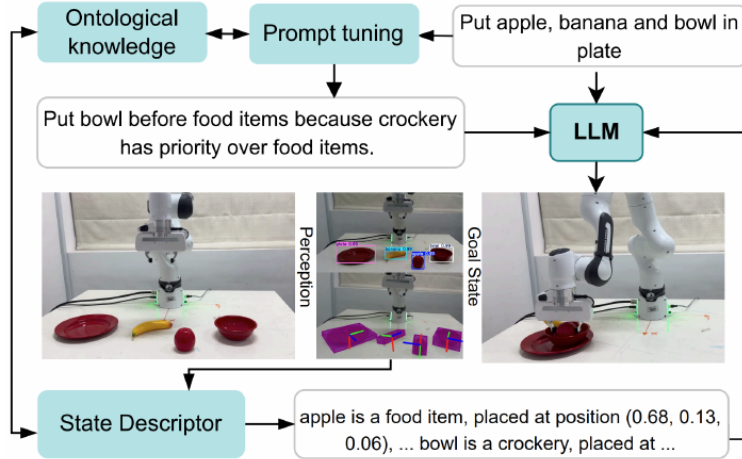 Ontological
knowledge
Prompt tuning
Put apple, banana and bowl in
plate
Put bowl before food items because crockery
has priority over food items.
LLM
Perception
Goal State
State Descriptor
apple is a food item, placed at position (0.68, 0.13,
0.06), ... bowl is a crockery, placed at ...